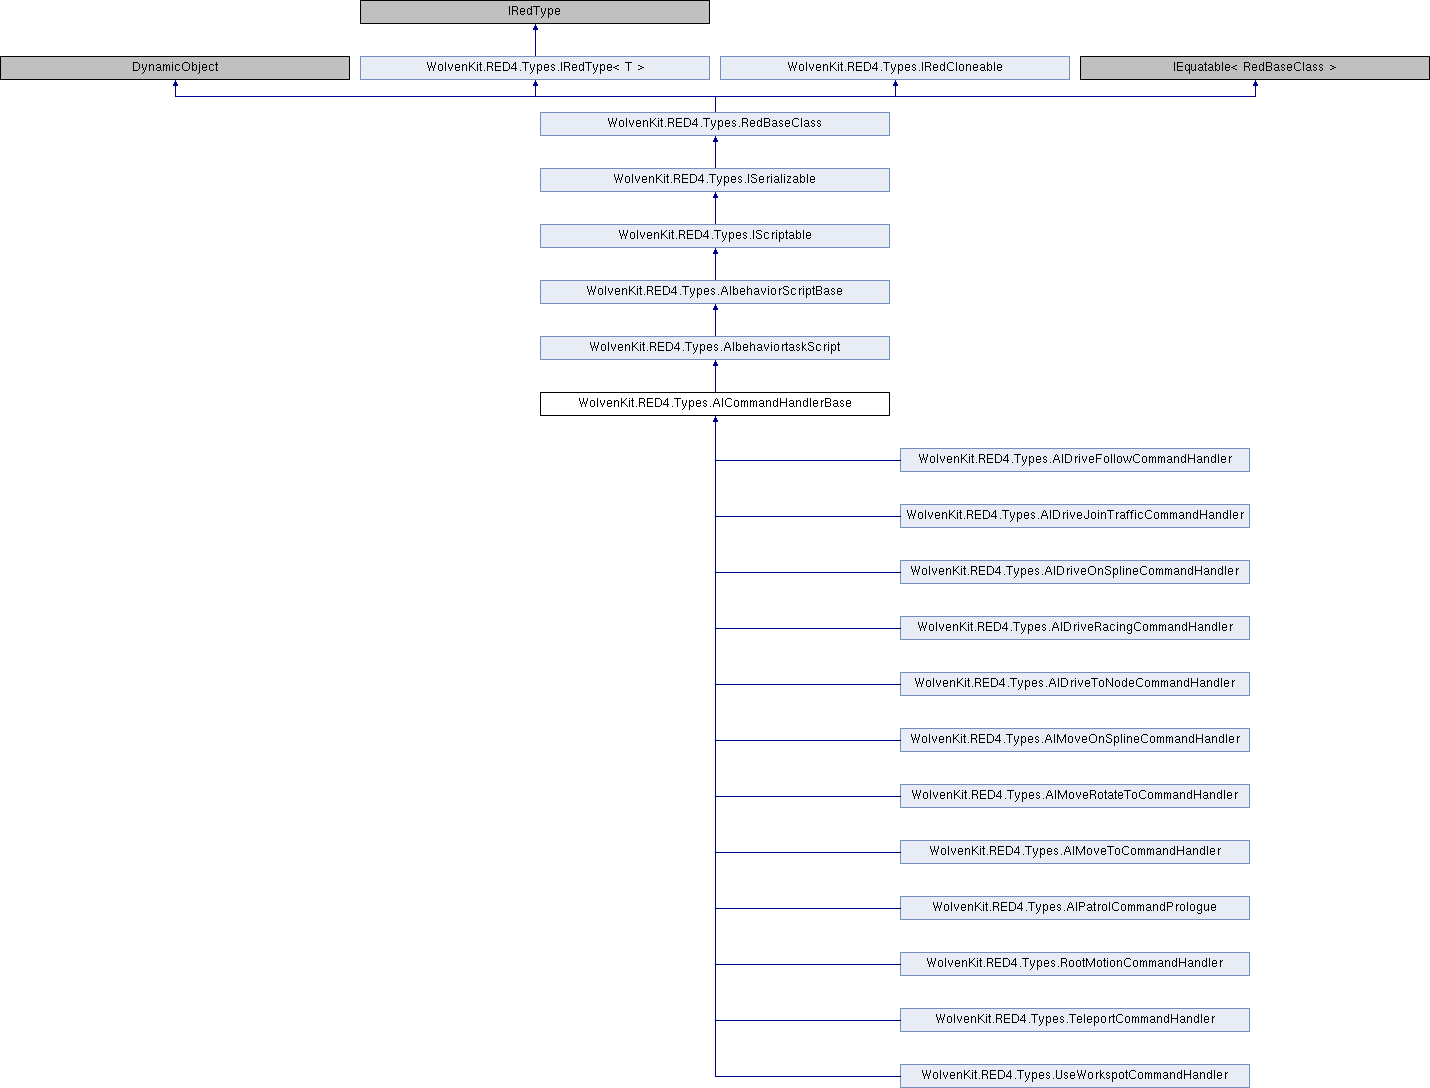 IRedType
DynamicObject
WolvenKit.RED4.Types.IRedType< T >
WolvenKit.RED4.Types.IRedCloneable
IEquatable< RedBaseClass >
WolvenKit.RED4.Types.RedBaseClass
WolvenKit.RED4.Types.ISerializable
WolvenKit.RED4.Types.IScriptable
WolvenKit.RED4.Types.AIbehaviorScriptBase
WolvenKit.RED4.Types.AIbehaviortaskScript
WolvenKit.RED4.Types.AICommandHandlerBase
WolvenKit.RED4.Types.AIDriveFollowCommandHandler
WolvenKit.RED4.Types.AIDriveJoinTrafficCommandHandler
WolvenKit.RED4.Types.AIDriveOnSplineCommandHandler
WolvenKit.RED4.Types.AIDriveRacingCommandHandler
WolvenKit.RED4.Types.AIDriveToNodeCommandHandler
WolvenKit.RED4.Types.AIMoveOnSplineCommandHandler
WolvenKit.RED4.Types.AIMoveRotateToCommandHandler
WolvenKit.RED4.Types.AIMoveToCommandHandler
WolvenKit.RED4.Types.AIPatrolCommandPrologue
WolvenKit.RED4.Types.RootMotionCommandHandler
WolvenKit.RED4.Types.TeleportCommandHandler
WolvenKit.RED4.Types.UseWorkspotCommandHandler